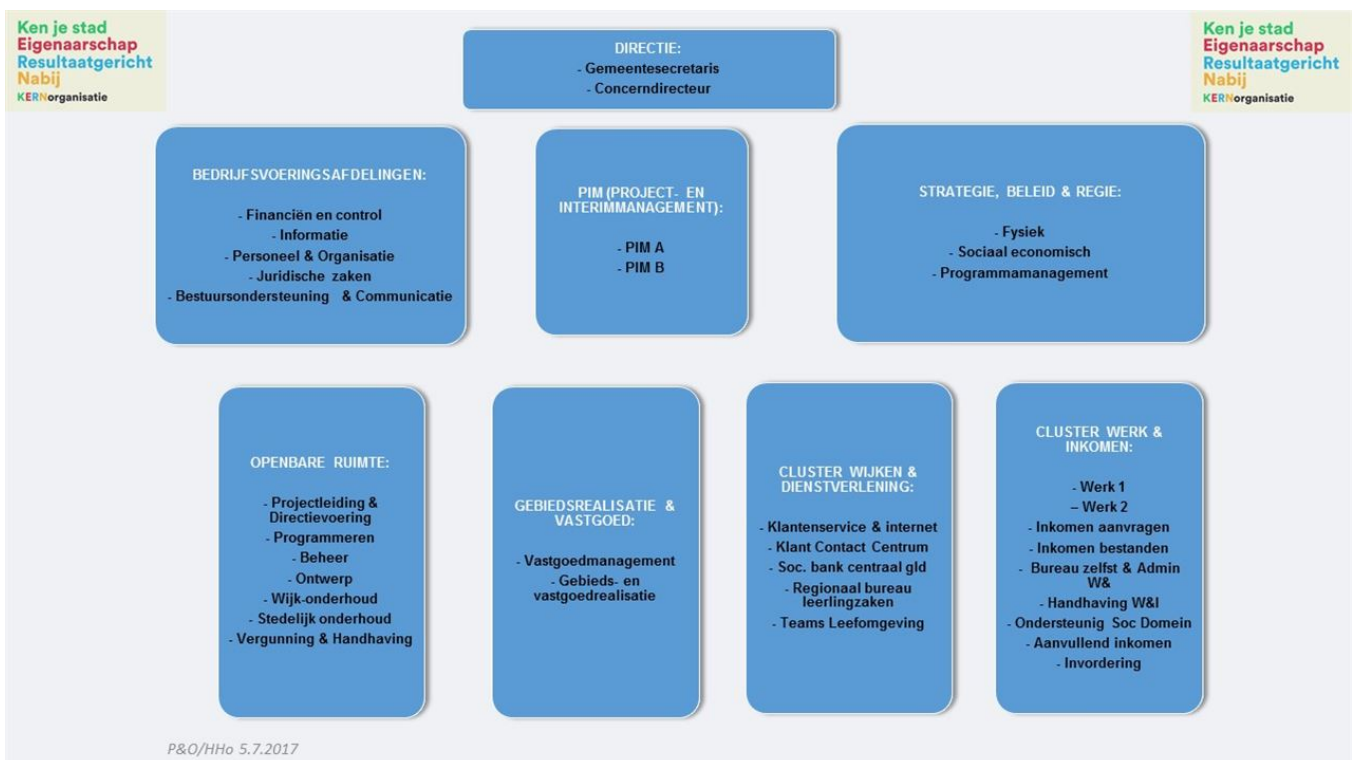 Ken je stad
Eigenaarschap
Resultaatgericht
Nabij
KERNorganisatie
DIRECTIE:
- Gemeentesecretaris
- Concerndirecteur
Ken je stad
Eigenaarschap
Resultaatgericht
Nabij
KERNorganisatie
BEDRIJFSVOERINGSAFDELINGEN:
- Financiën en control
- Informatie
- Personeel & Organisatie
- Juridische zaken
- Bestuursondersteuning & Communicatie
PIM (PROJECT- EN
INTERIMMANAGEMENT):
- PIM A
- PIM B
STRATEGIE, BELEID & REGIE:
- Fysiek
- Sociaal economisch
- Programmamanagement
OPENBARE RUIMTE:
- Projectleiding &
Directievoering
- Programmeren
- Beheer
- Ontwerp
- Wijk-onderhoud
- Stedelijk onderhoud
- Vergunning & Handhaving
GEBIEDSREALISATIE &
VASTGOED:
- Vastgoedmanagement
- Gebieds- en
vastgoedrealisatie
CLUSTER WIJKEN &
DIENSTVERLENING:
- Klantenservice & internet
- Klant Contact Centrum
- Soc. bank centraal gld
- Regionaal bureau
leerlingzaken
- Teams Leefomgeving
CLUSTER WERK &
INKOMEN:
- Werk 1
– Werk 2
- Inkomen aanvragen
- Inkomen bestanden
- Bureau zelfst & Admin
W&
- Handhaving W&I
- Ondersteunig Soc Domein
- Aanvullend inkomen
- Invordering
P&O/HHo 5.7.2017